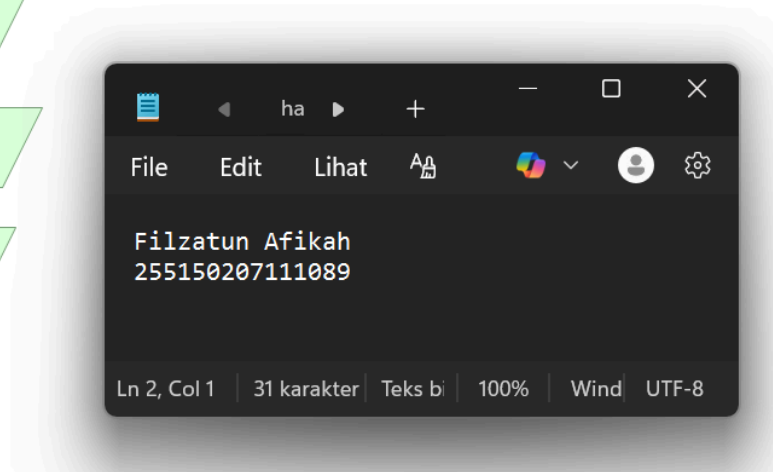 ha
File Edit Lihat
Filzatun Afikah
255150207111089
Ln 2, Col 1 31 karakter Teks bi 100% Wind UTF-8